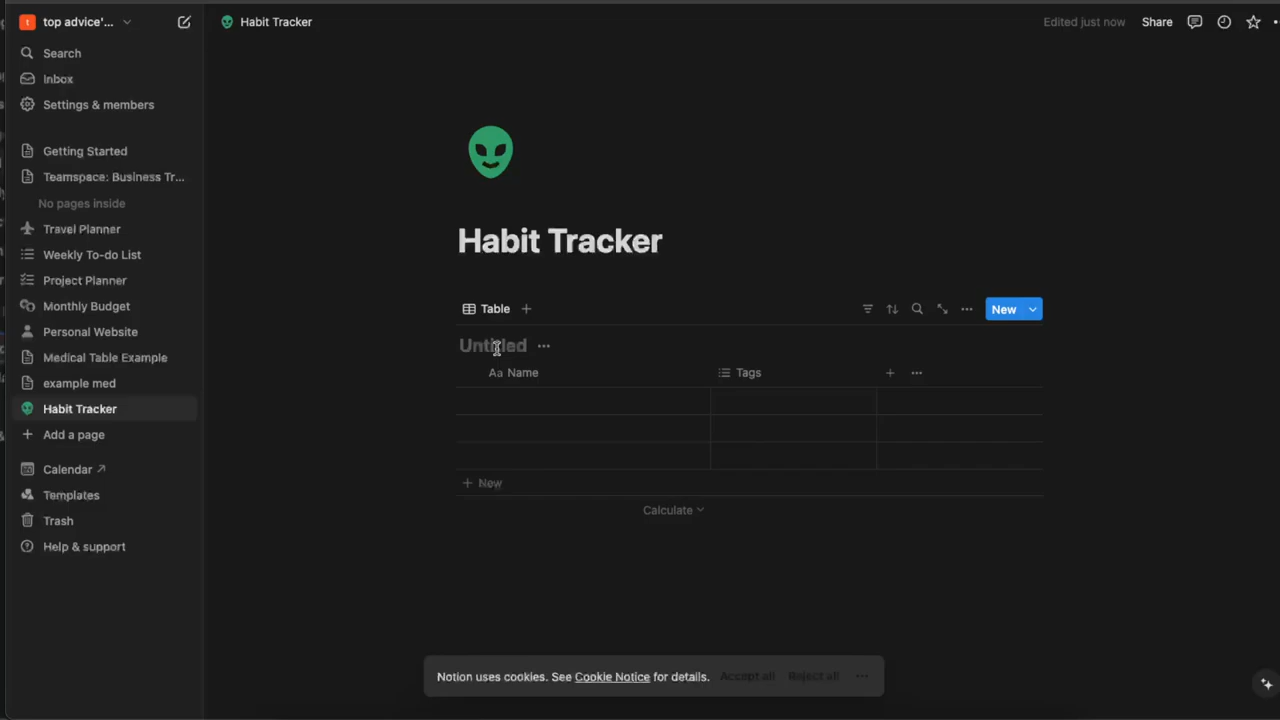 t top advice'...
Habit Tracker
Edited just now
Share
Search
Inbox
Settings & members
Getting Started
Teamspace: Business Tr...
No pages inside
Travel Planner
Weekly To-do List
Project Planner
Monthly Budget
Personal Website
Medical Table Example
example med
Habit Tracker
Add a page
Calendar
Templates
Trash
Help & support
Habit Tracker
Table
New
Untitled
Aa Name
Tags
New
Calculate
Notion uses cookies. See Cookie Notice for details. Accept all Reject all